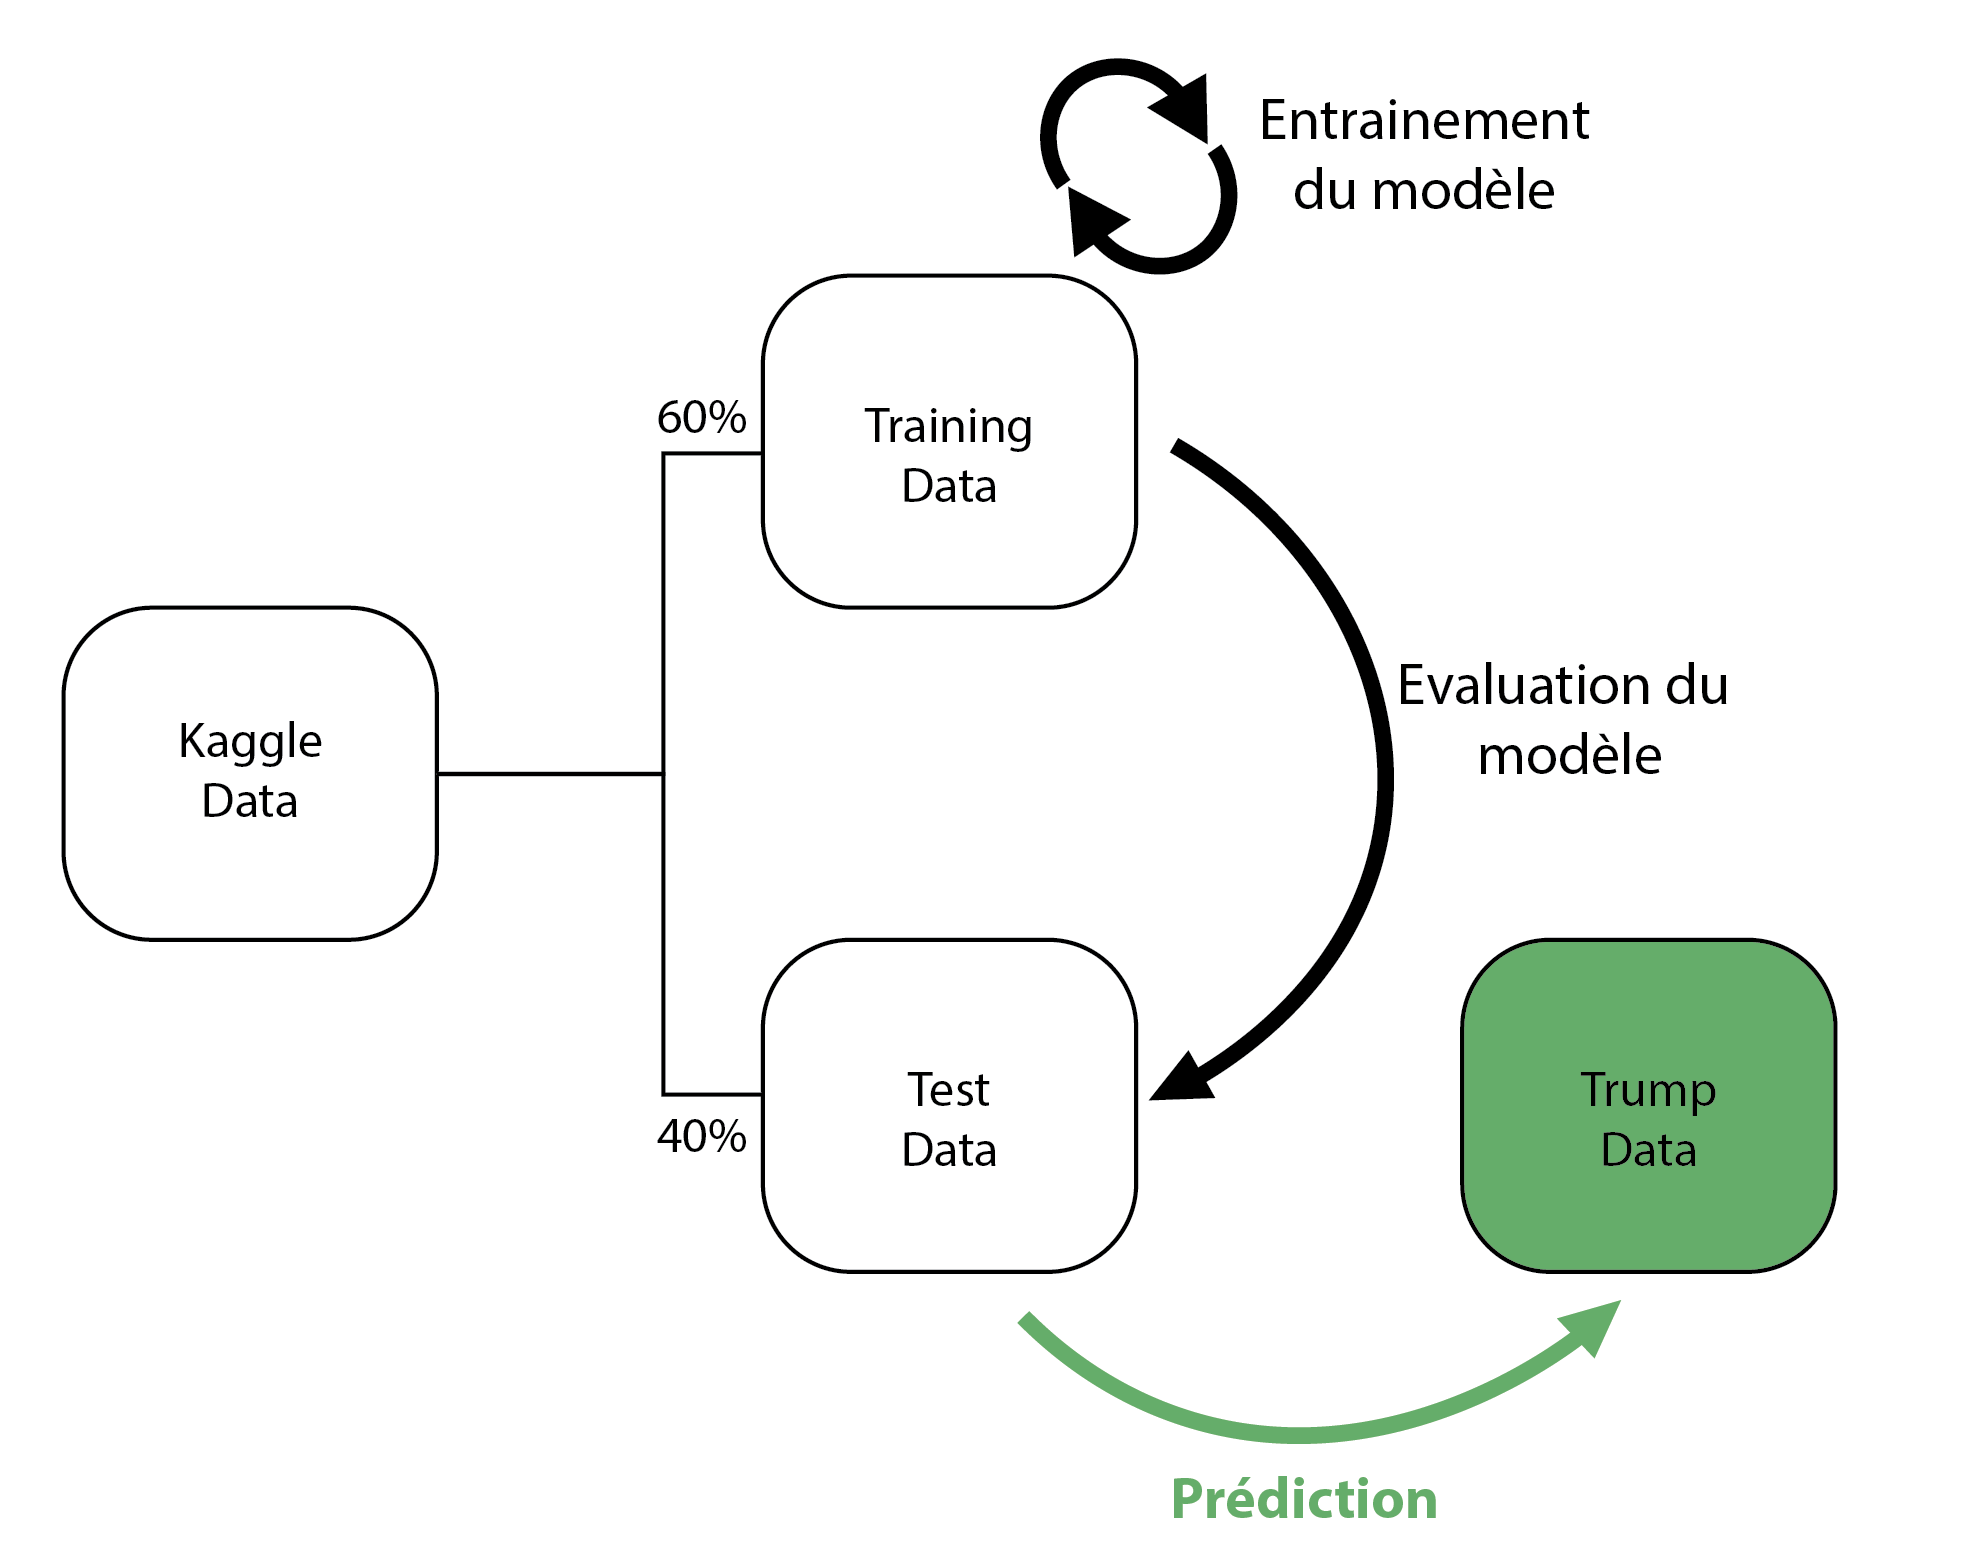 Entrainement
du modèle
60%
Training
Data
Kaggle
Data
Evaluation du
modèle
40%
Test
Data
Trump
Data
Prédiction